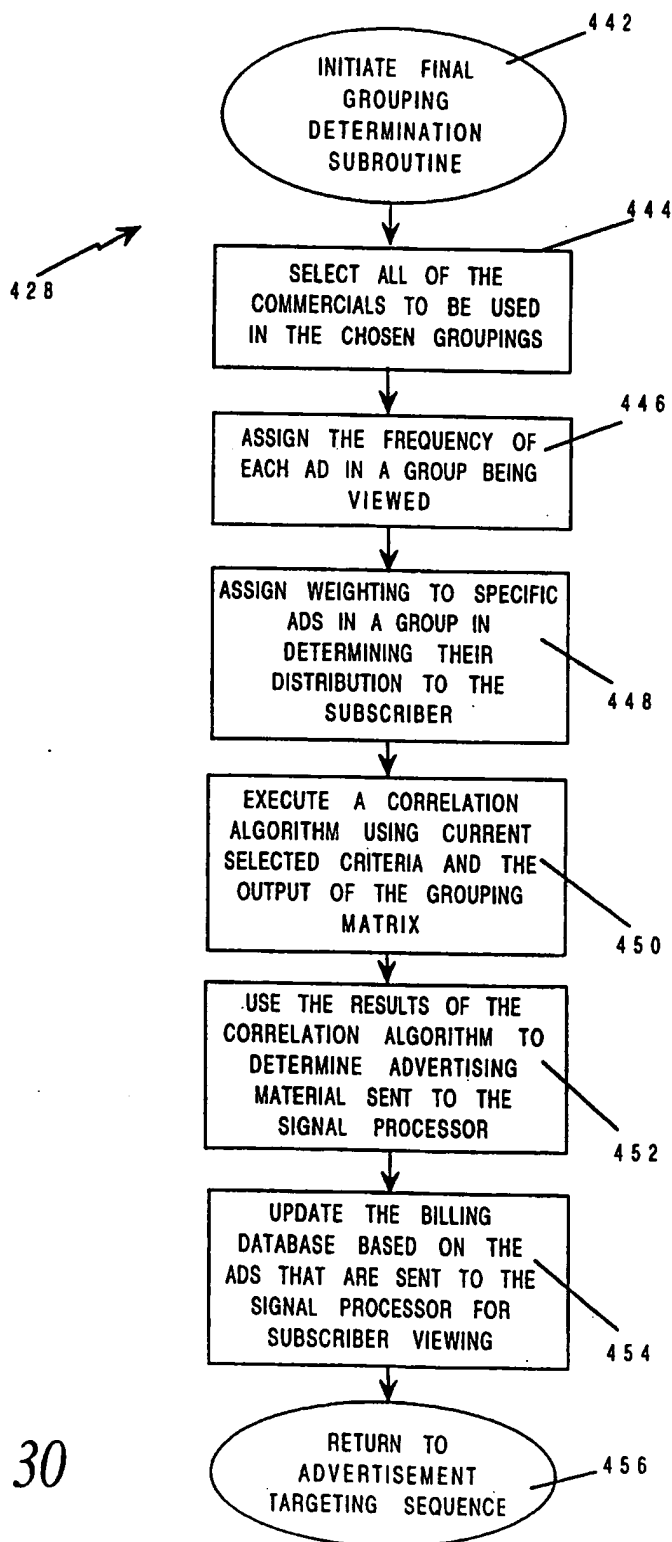 442
INITIATE FINAL
GROUPING
DETERMINATION
SUBROUTINE
444
428
SELECT ALL OF THE
COMMERCIALS TO BE USED
IN THE CHOSEN GROUPINGS
446
ASSIGN THE FREQUENCY OF
EACH AD IN A GROUP BEING
VIEWED
ASSIGN WEIGHTING TO SPECIFIC
ADS IN A GROUP IN
DETERMINING THEIR
DISTRIBUTION TO THE
SUBSCRIBER
448
EXECUTE A CORRELATION
ALGORITHM USING CURRENT
SELECTED CRITERIA AND THE
OUTPUT OF THE GROUPING
MATRIX
450
USE THE RESULTS OF THE
CORRELATION ALGORITHM TO
DETERMINE ADVERTISING
MATERIAL SENT TO THE
SIGNAL PROCESSOR
452
UPDATE THE BILLING
DATABASE BASED ON THE
ADS THAT ARE SENT TO THE
SIGNAL PROCESSOR FOR
SUBSCRIBER VIEWING
454
RETURN TO
ADVERTISEMENT
TARGETING SEQUENCE
456
30